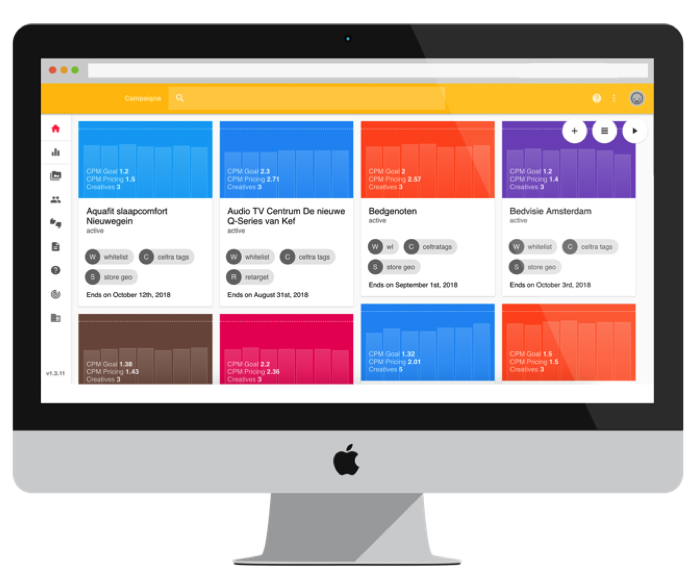 Campaigns
CPM Goal 1.2
CPM Pricing 1.5
Creatives 3
Aquafit slaapcomfort
Nieuwegein
active
W whitelist C celtra tags
S store geo
Ends on October 12th, 2018
CPM Goal 2.3
CPM Pricing 2.71
Creatives 3
Audio TV Centrum De nieuwe
Q-Series van Kef
active
W whitelist C celtra tags
R retarget
Ends on August 31st, 2018
CPM Goal 2
CPM Pricing 2.57
Creatives 3
Bedgenoten
active
W wl C celtratags
S store geo
Ends on September 1st, 2018
CPM Goal 1.2
CPM Pricing 1.4
Creatives 3
Bedvisie Amsterdam
active
W whitelist C celtra tags
S store geo
Ends on October 3rd, 2018
CPM Goal 1.38
CPM Pricing 1.43
Creatives 3
CPM Goal 2.2
CPM Pricing 2.36
Creatives 3
CPM Goal 1.32
CPM Pricing 2.01
Creatives 5
CPM Goal 1.5
CPM Pricing 1.5
Creatives 3
v1.3.11